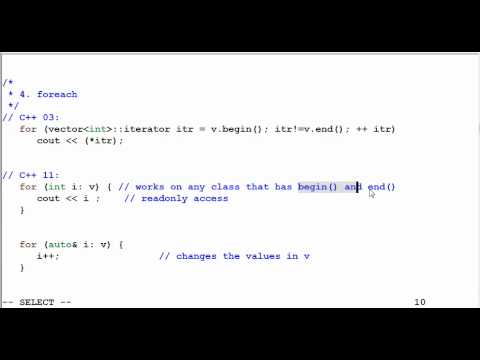 /*
* 4. foreach
*/
// C++ 03:
for (vector<int>::iterator itr = v.begin(); itr!=v.end(); ++ itr)
cout << (*itr);
// C++ 11:
for (int i: v) { // works on any class that has begin() and end()
cout << i ; // readonly access
}
for (auto& i: v) {
i++; // changes the values in v
}
-- SELECT -- 10